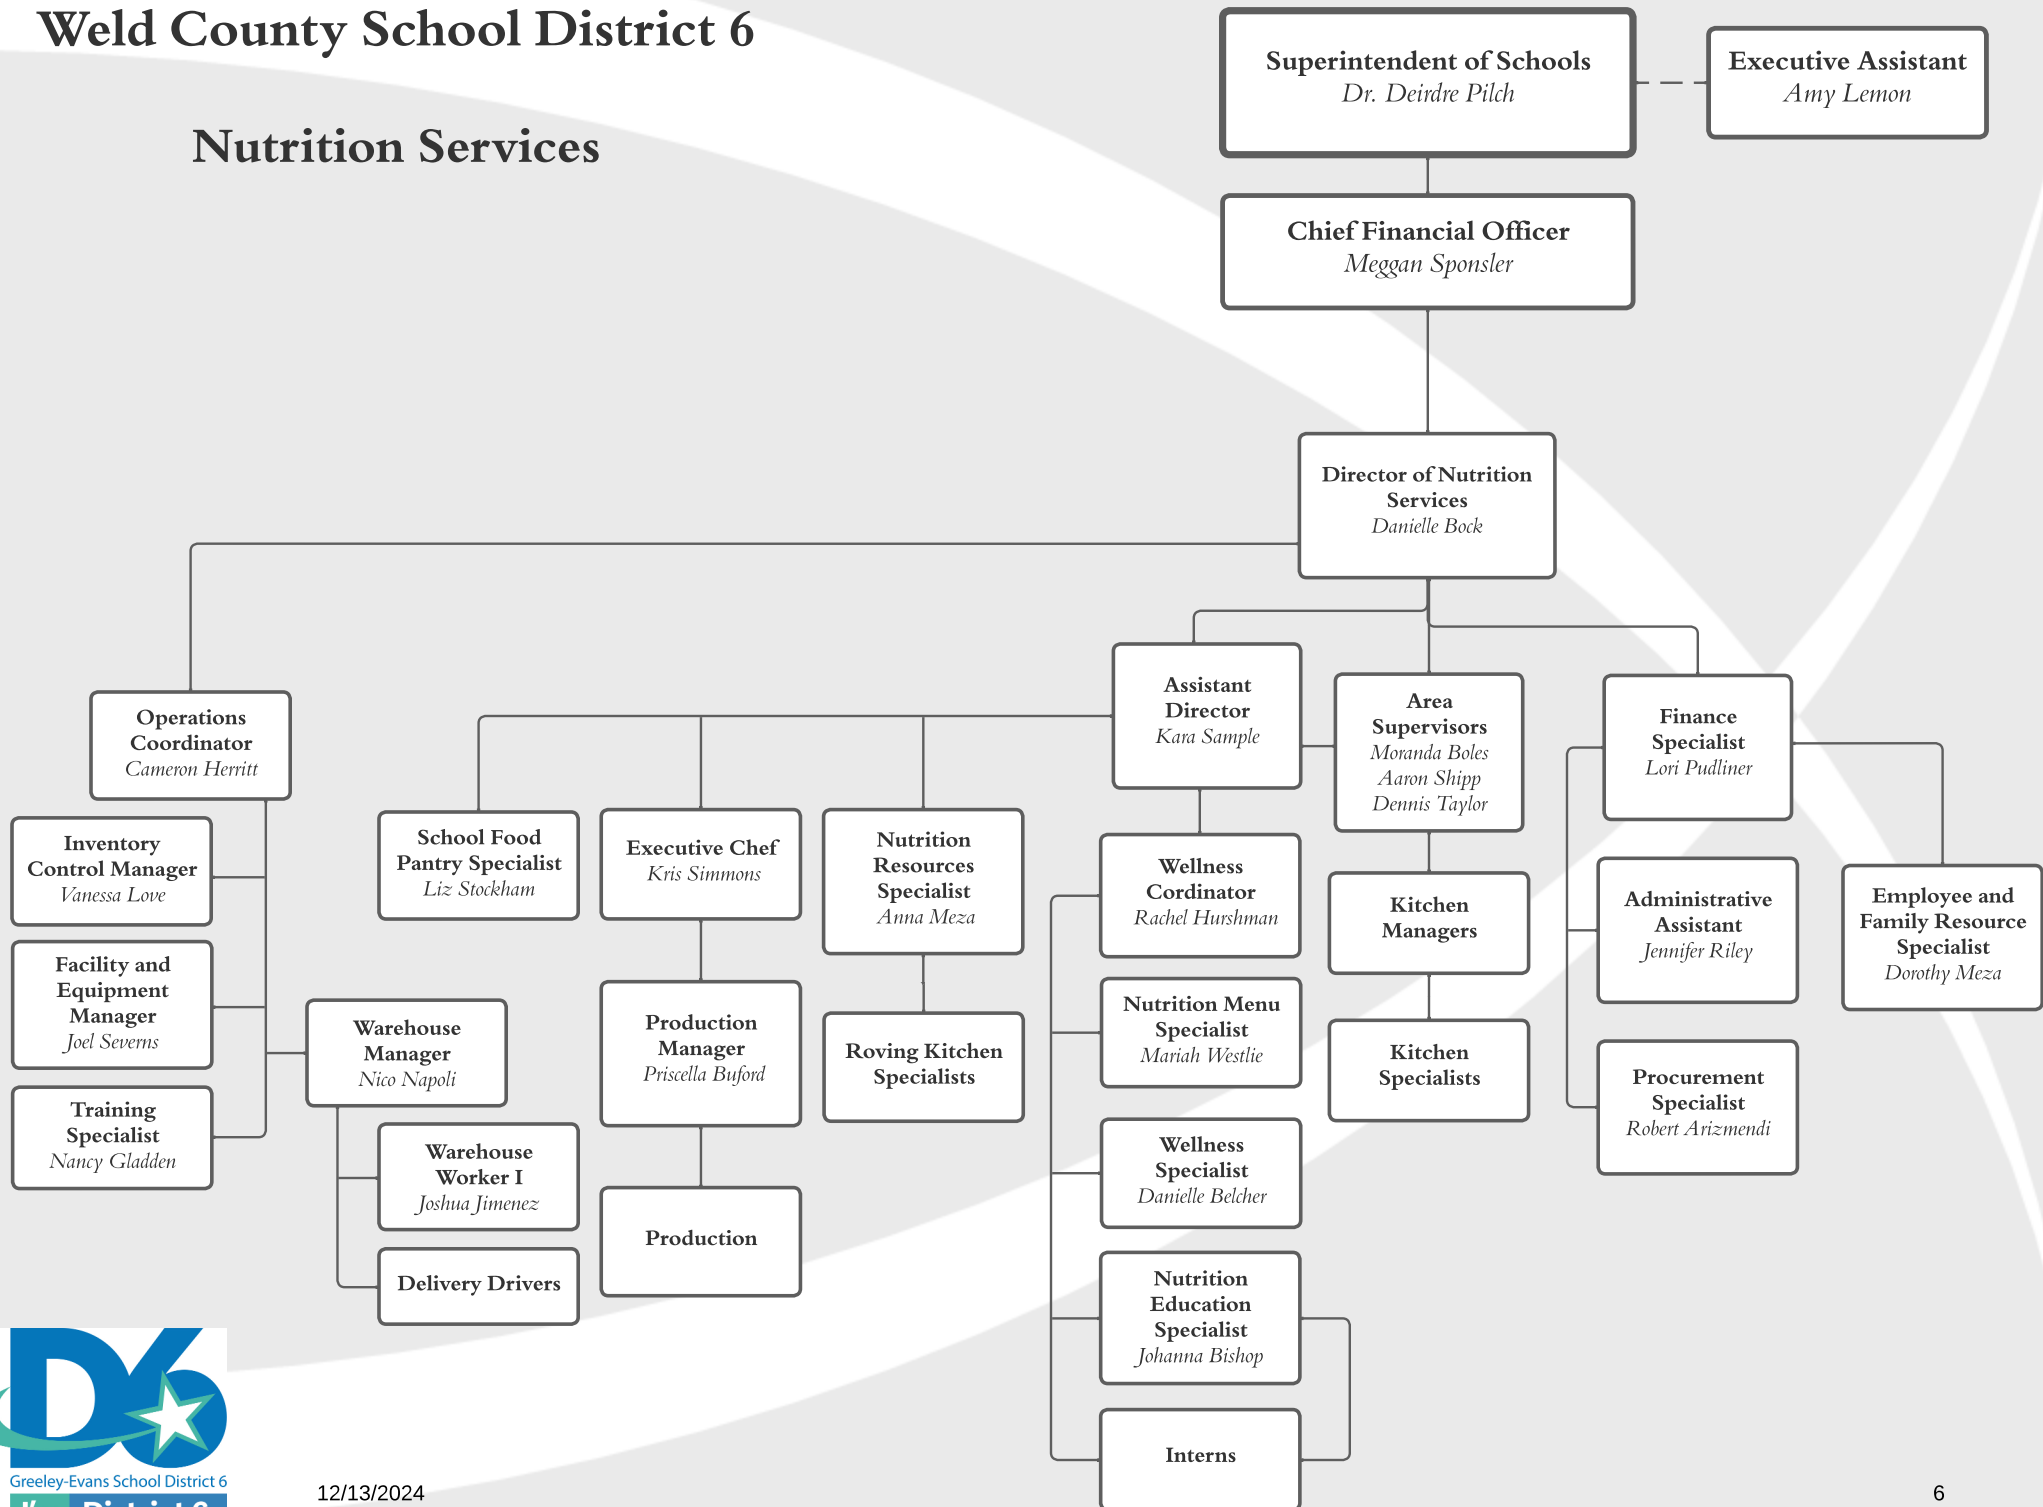 Weld County School District 6
Nutrition Services
Superintendent of Schools
Dr. Deirdre Pilch
Executive Assistant
Amy Lemon
Chief Financial Officer
Meggan Sponsler
Director of Nutrition
Services
Danielle Bock
Operations
Coordinator
Cameron Herritt
Inventory
Control Manager
Vanessa Love
Facility and
Equipment
Manager
Joel Severns
Training
Specialist
Nancy Gladden
Warehouse
Manager
Nico Napoli
Warehouse
Worker I
Joshua Jimenez
Delivery Drivers
Assistant
Director
Kara Sample
School Food
Pantry Specialist
Liz Stockham
Executive Chef
Kris Simmons
Production
Manager
Priscella Buford
Production
Nutrition
Resources
Specialist
Anna Meza
Roving Kitchen
Specialists
Wellness
Cordinator
Rachel Hurshman
Nutrition Menu
Specialist
Mariah Westlie
Wellness
Specialist
Danielle Belcher
Nutrition
Education
Specialist
Johanna Bishop
Interns
Area
Supervisors
Moranda Boles
Aaron Shipp
Dennis Taylor
Kitchen
Managers
Kitchen
Specialists
Finance
Specialist
Lori Pudliner
Administrative
Assistant
Jennifer Riley
Procurement
Specialist
Robert Arizmendi
Employee and
Family Resource
Specialist
Dorothy Meza
D6
Greeley-Evans School District 6
12/13/2024
6